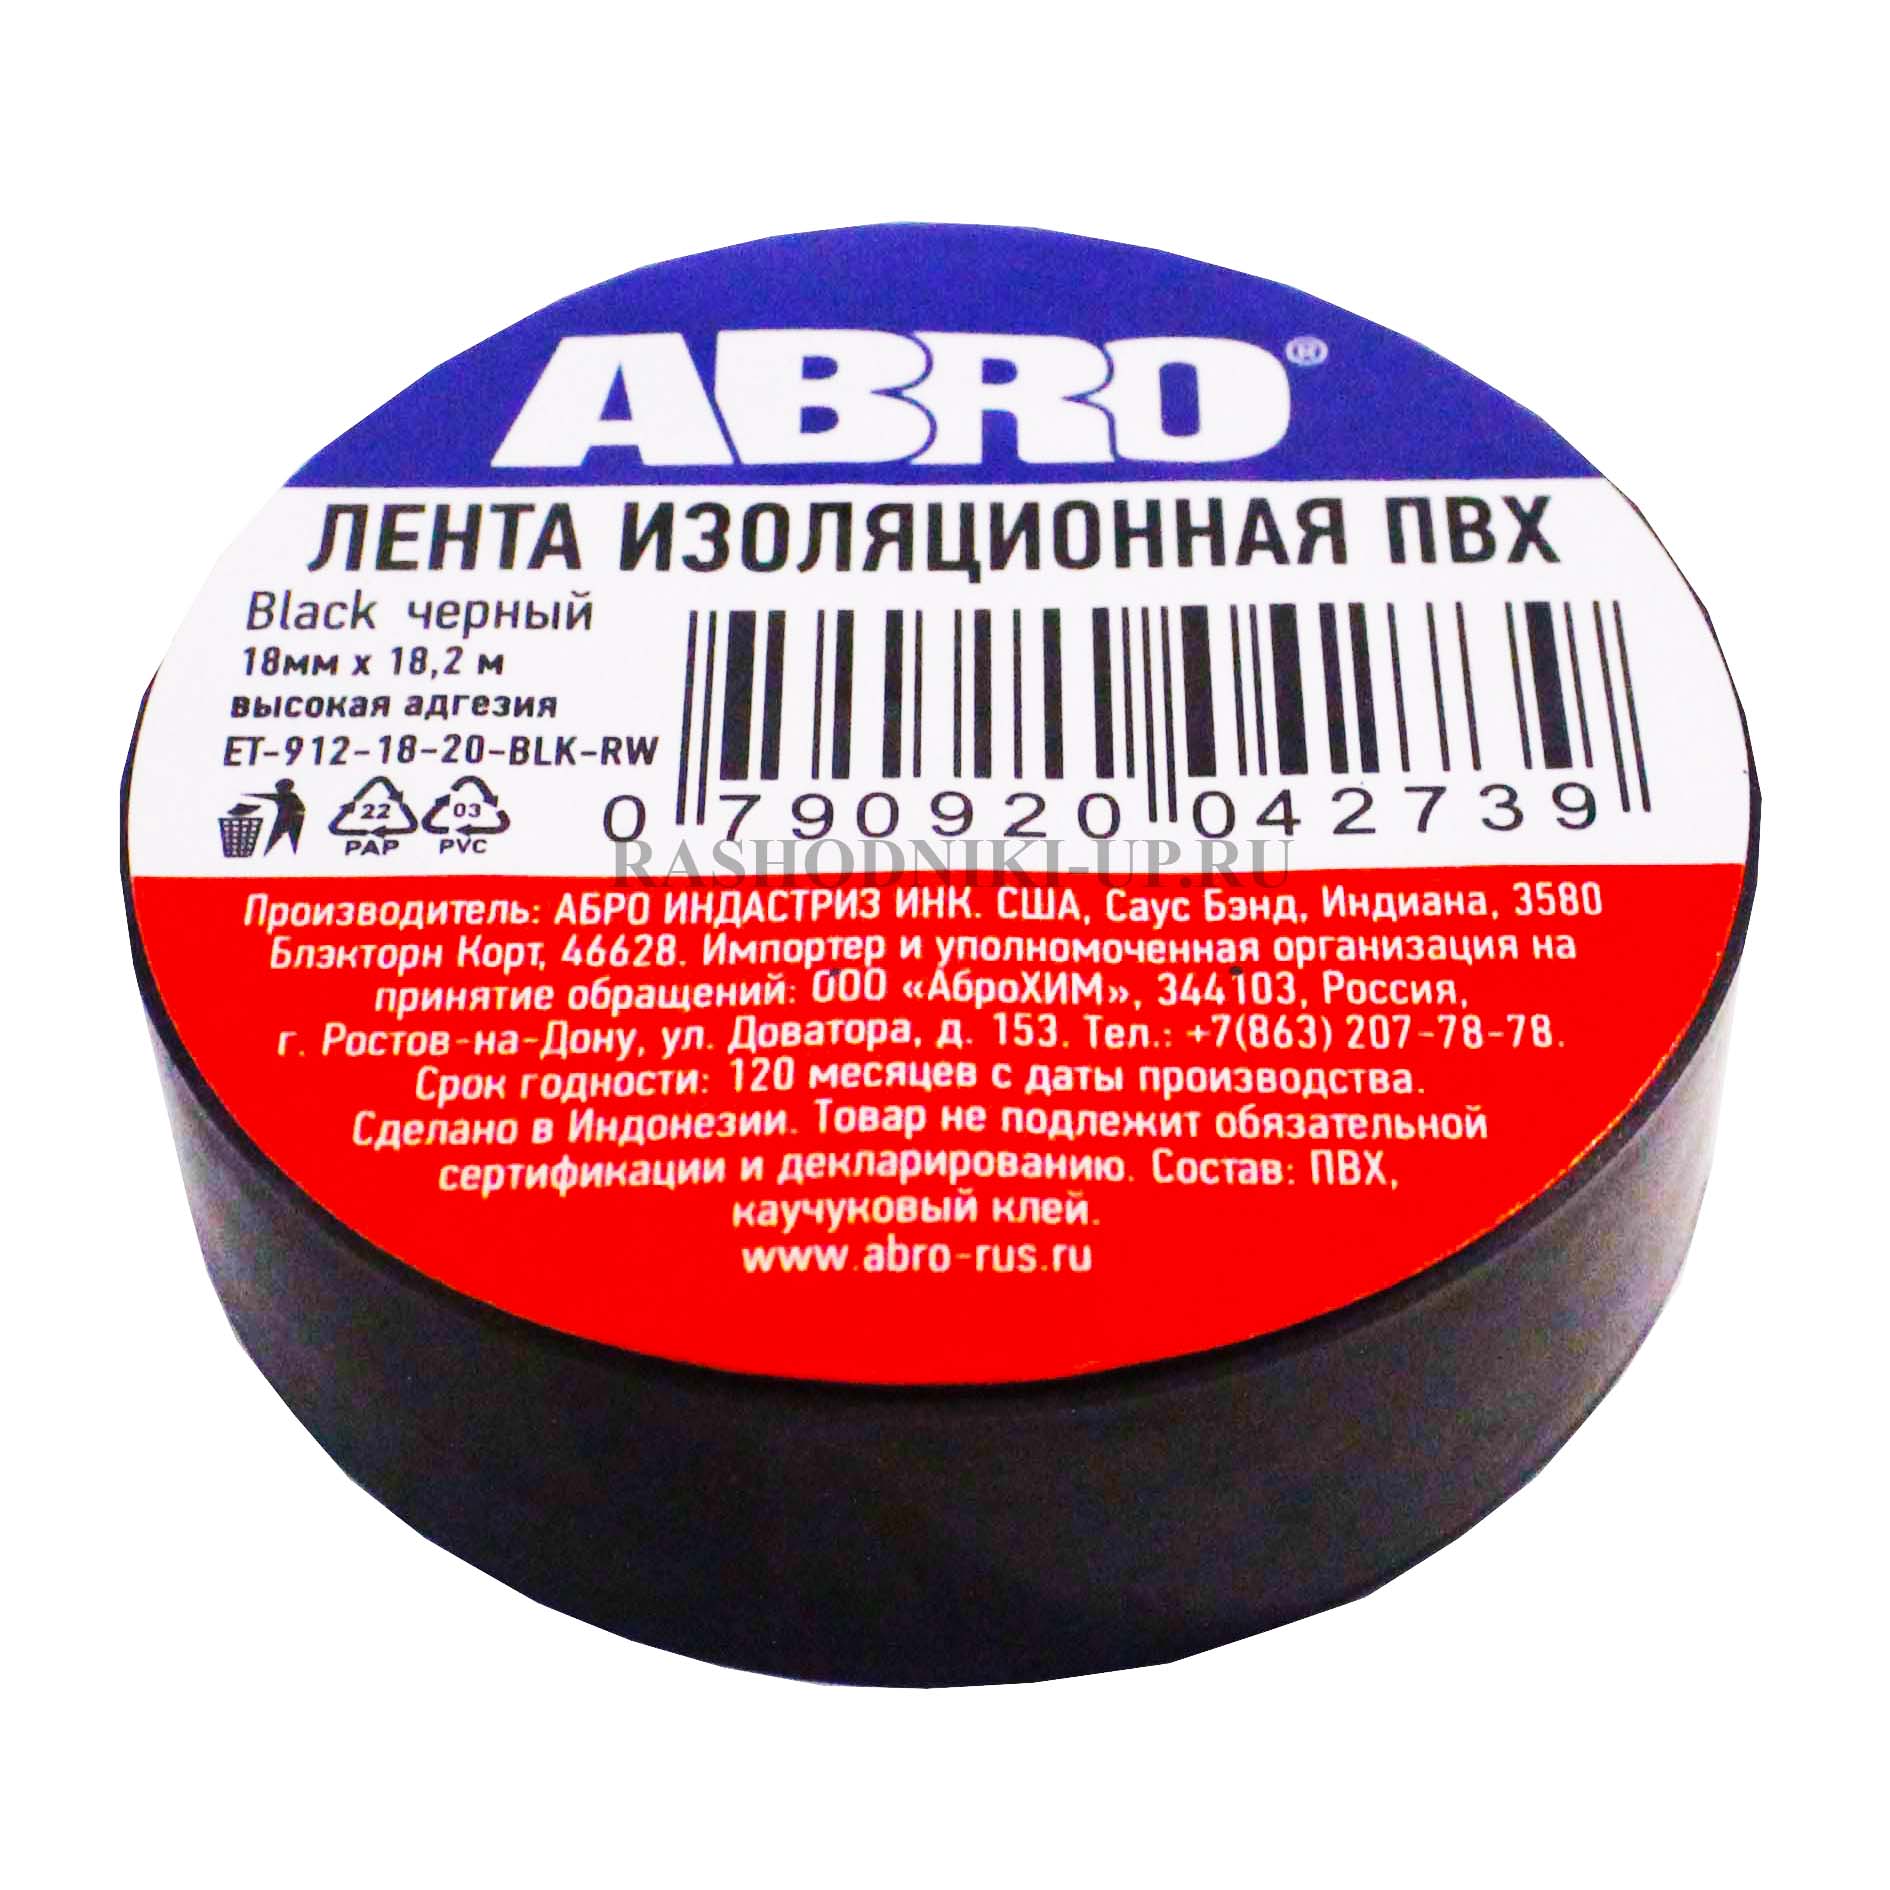 ABRO®
ЛЕНТА ИЗОЛЯЦИОННАЯ ПВХ
Black черный
18мм х 18,2 м
высокая адгезия
ET-912-18-20-BLK-RW
22
PAP
03
PVC
0 790920 042739
RASHODNIKI-UP.RU
Производитель: АБРО ИНДАСТРИЗ ИНК. США, Саус Бэнд, Индиана, 3580
Блэкторн Корт, 46628. Импортер и уполномоченная организация на
принятие обращений: ООО «АброХИМ», 344103, Россия,
г. Ростов-на-Дону, ул. Доватора, д. 153. Тел.: +7(863) 207-78-78.
Срок годности: 120 месяцев с даты производства.
Сделано в Индонезии. Товар не подлежит обязательной
сертификации и декларированию. Состав: ПВХ,
каучуковый клей.
www.abro-rus.ru